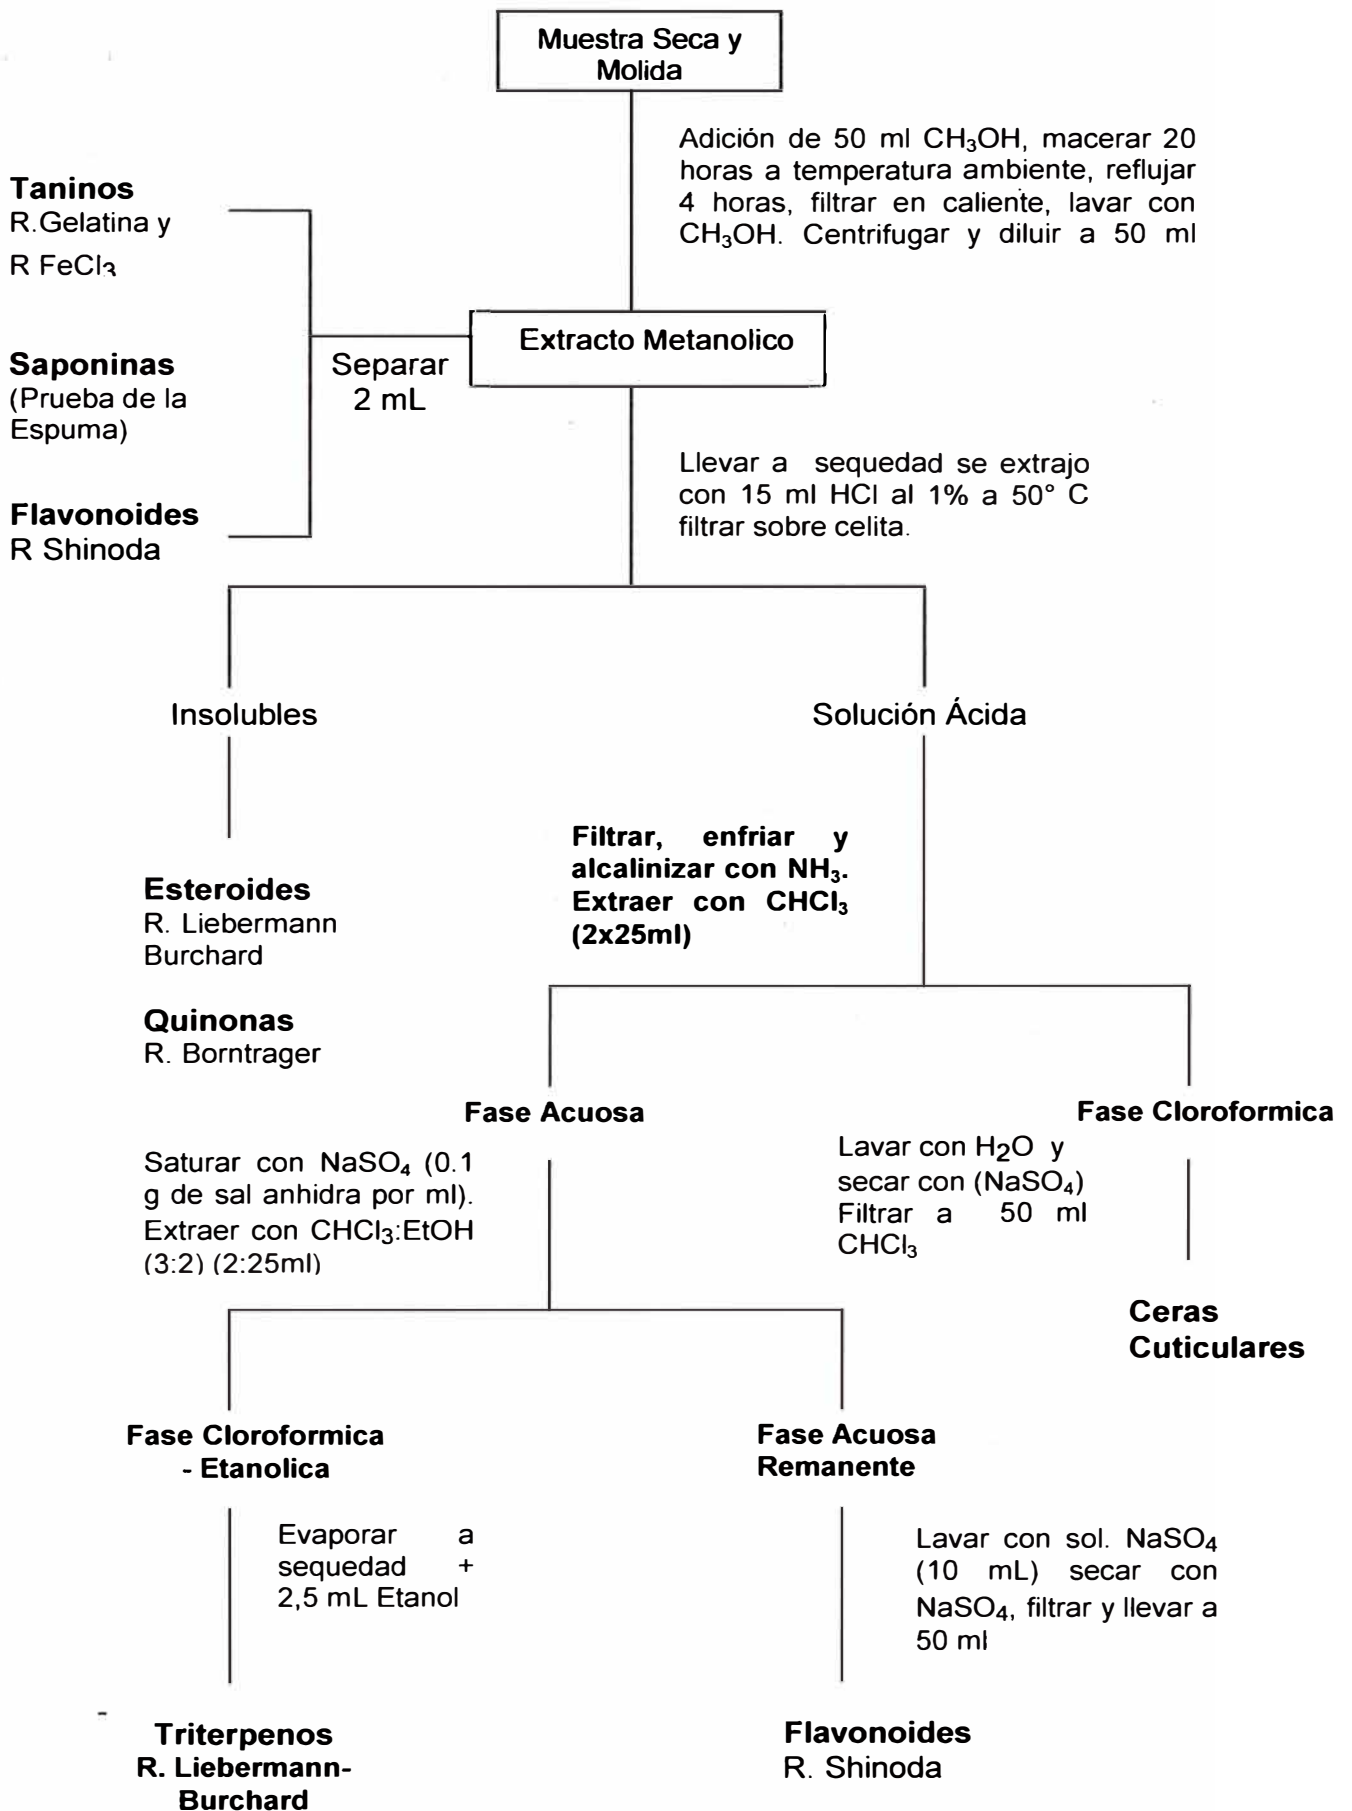 Muestra Seca y
Molida
Adición de 50 ml CH₃OH, macerar 20
horas a temperatura ambiente, reflujar
4 horas, filtrar en caliente, lavar con
CH₃OH. Centrifugar y diluir a 50 ml
Taninos
R.Gelatina y
R FeCl₃
Extracto Metanolico
Separar
2 mL
Saponinas
(Prueba de la
Espuma)
Flavonoides
R Shinoda
Llevar a sequedad se extrajo
con 15 ml HCl al 1% a 50° C
filtrar sobre celita.
Insolubles
Solución Ácida
Esteroides
R. Liebermann
Burchard
Quinonas
R. Borntrager
Filtrar, enfriar y
alcalinizar con NH₃.
Extraer con CHCl₃
(2x25ml)
Fase Acuosa
Fase Cloroformica
Saturar con NaSO₄ (0.1
g de sal anhidra por ml).
Extraer con CHCl₃:EtOH
(3:2) (2:25ml)
Lavar con H₂O y
secar con (NaSO₄)
Filtrar a 50 ml
CHCl₃
Ceras
Cuticulares
Fase Cloroformica
- Etanolica
Fase Acuosa
Remanente
Evaporar a
sequedad +
2,5 mL Etanol
Lavar con sol. NaSO₄
(10 mL) secar con
NaSO₄, filtrar y llevar a
50 ml
Triterpenos
R. Liebermann-
Burchard
Flavonoides
R. Shinoda